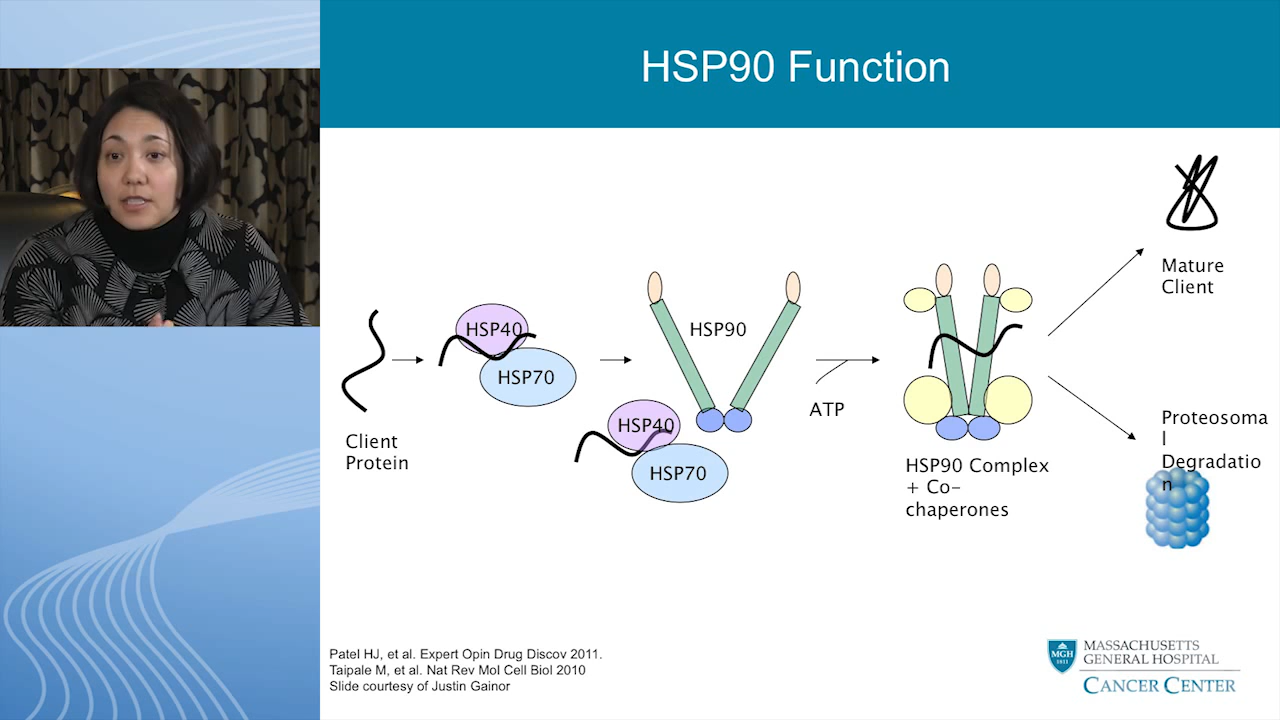 HSP90 Function
Client
Protein
HSP40
HSP70
HSP90
HSP40
HSP70
ATP
HSP90 Complex
+ Co-
chaperones
Mature
Client
Proteosoma
l
Degradatio
n
Patel HJ, et al. Expert Opin Drug Discov 2011.
Taipale M, et al. Nat Rev Mol Cell Biol 2010
Slide courtesy of Justin Gainor
MGH
1811
MASSACHUSETTS
GENERAL HOSPITAL
CANCER CENTER